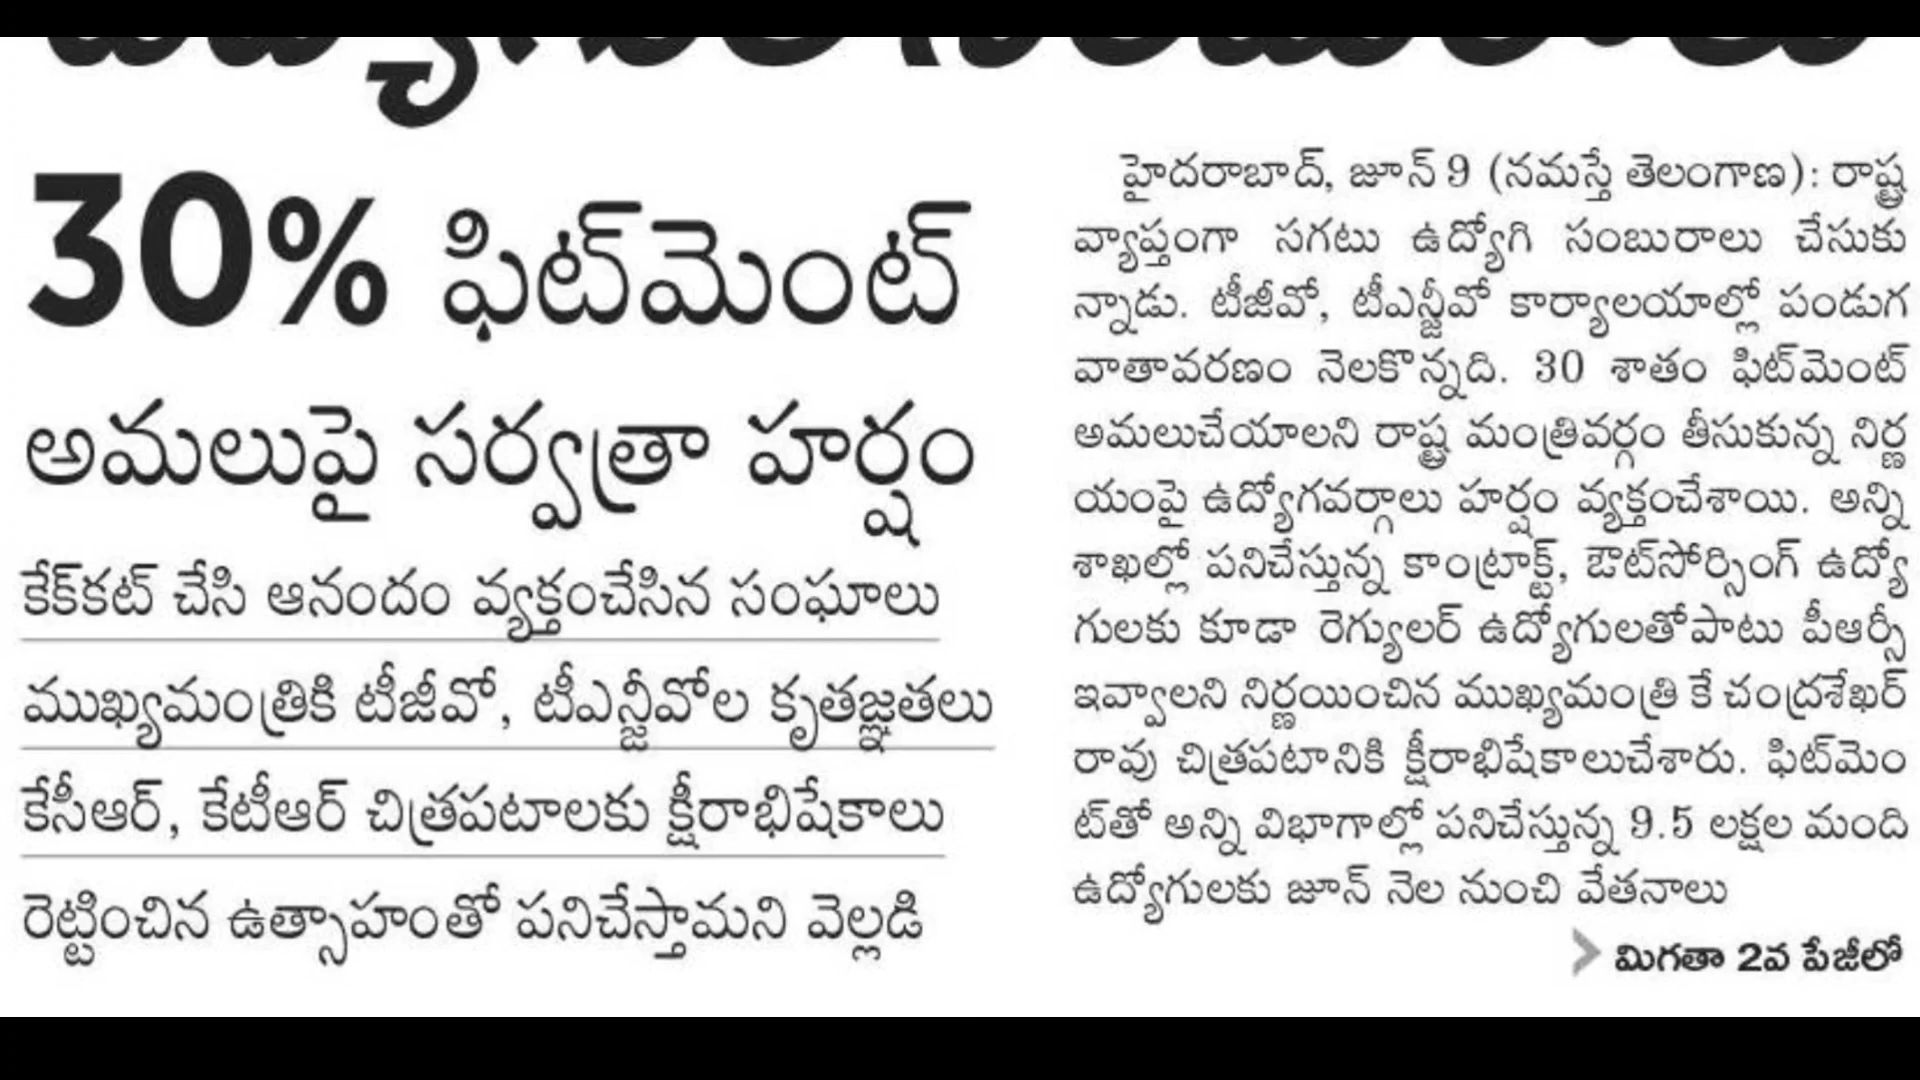 30% ఫిట్‌మెంట్
అమలుపై సర్వత్రా హర్షం
కేక్‌కట్ చేసి ఆనందం వ్యక్తంచేసిన సంఘాలు
ముఖ్యమంత్రికి టీజీవో, టీఎన్జీవోల కృతజ్ఞతలు
కేసీఆర్, కేటీఆర్ చిత్రపటాలకు క్షీరాభిషేకాలు
రెట్టించిన ఉత్సాహంతో పనిచేస్తామని వెల్లడి
హైదరాబాద్, జూన్ 9 (నమస్తే తెలంగాణ): రాష్ట్ర
వ్యాప్తంగా సగటు ఉద్యోగి సంబురాలు చేసుకు
న్నాడు. టీజీవో, టీఎన్జీవో కార్యాలయాల్లో పండుగ
వాతావరణం నెలకొన్నది. 30 శాతం ఫిట్‌మెంట్
అమలుచేయాలని రాష్ట్ర మంత్రివర్గం తీసుకున్న నిర్ణ
యంపై ఉద్యోగవర్గాలు హర్షం వ్యక్తంచేశాయి. అన్ని
శాఖల్లో పనిచేస్తున్న కాంట్రాక్ట్, ఔట్‌సోర్సింగ్ ఉద్యో
గులకు కూడా రెగ్యులర్ ఉద్యోగులతోపాటు పీఆర్సీ
ఇవ్వాలని నిర్ణయించిన ముఖ్యమంత్రి కే చంద్రశేఖర్
రావు చిత్రపటానికి క్షీరాభిషేకాలుచేశారు. ఫిట్‌మెం
ట్‌తో అన్ని విభాగాల్లో పనిచేస్తున్న 9.5 లక్షల మంది
ఉద్యోగులకు జూన్ నెల నుంచి వేతనాలు
మిగతా 2వ పేజీలో